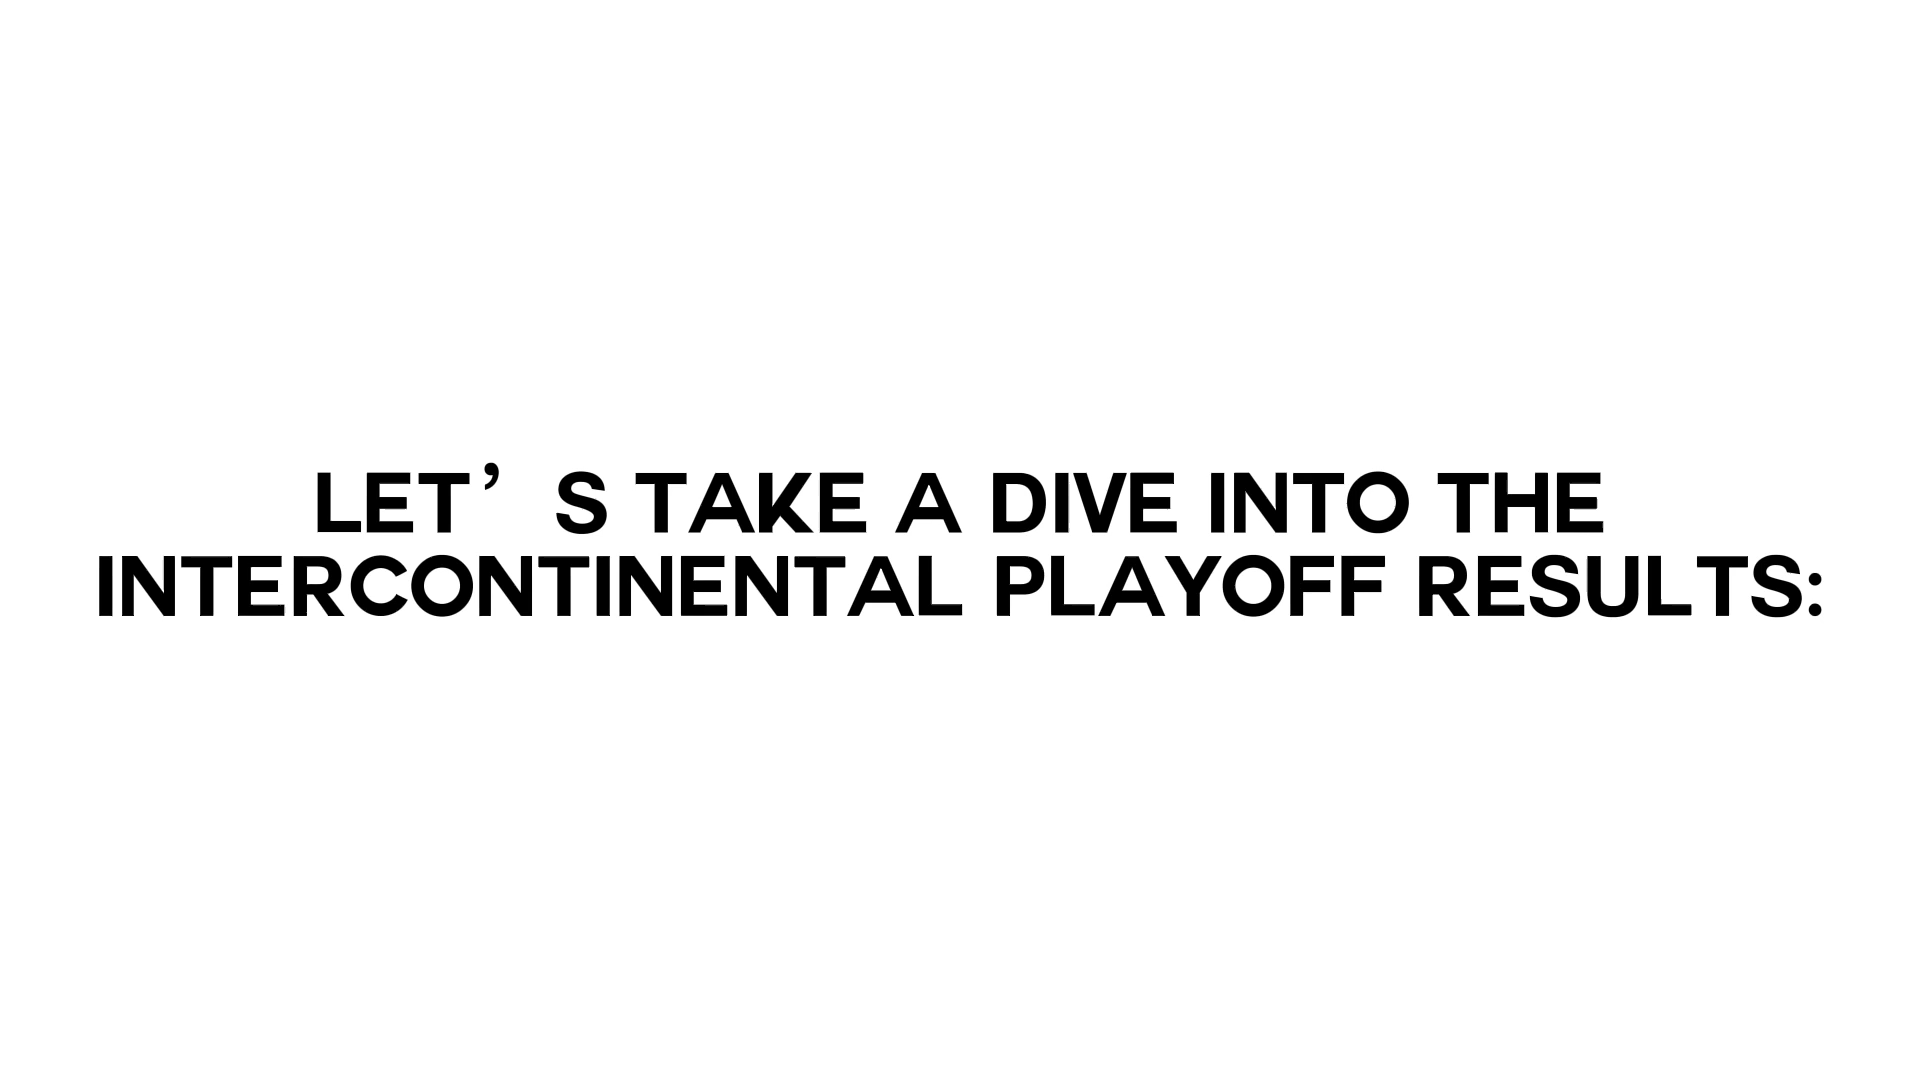 LET’S TAKE A DIVE INTO THE
INTERCONTINENTAL PLAYOFF RESULTS: